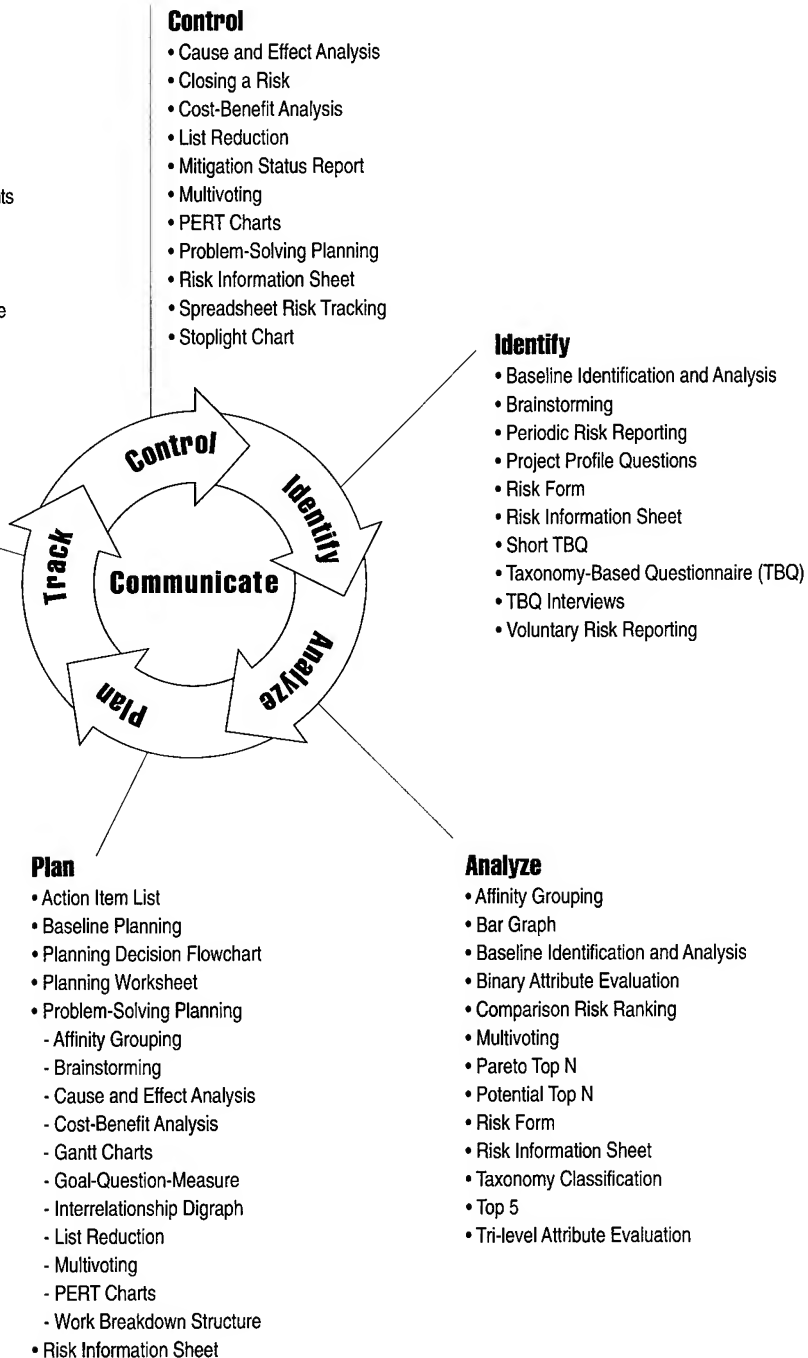 Control
• Cause and Effect Analysis
• Closing a Risk
• Cost-Benefit Analysis
• List Reduction
• Mitigation Status Report
• Multivoting
• PERT Charts
• Problem-Solving Planning
• Risk Information Sheet
• Spreadsheet Risk Tracking
• Stoplight Chart
Identify
• Baseline Identification and Analysis
• Brainstorming
• Periodic Risk Reporting
• Project Profile Questions
• Risk Form
• Risk Information Sheet
• Short TBQ
• Taxonomy-Based Questionnaire (TBQ)
• TBQ Interviews
• Voluntary Risk Reporting
Control
Identify
Track
Communicate
Analyze
Plan
Plan
• Action Item List
• Baseline Planning
• Planning Decision Flowchart
• Planning Worksheet
• Problem-Solving Planning
- Affinity Grouping
- Brainstorming
- Cause and Effect Analysis
- Cost-Benefit Analysis
- Gantt Charts
- Goal-Question-Measure
- Interrelationship Digraph
- List Reduction
- Multivoting
- PERT Charts
- Work Breakdown Structure
• Risk Information Sheet
Analyze
• Affinity Grouping
• Bar Graph
• Baseline Identification and Analysis
• Binary Attribute Evaluation
• Comparison Risk Ranking
• Multivoting
• Pareto Top N
• Potential Top N
• Risk Form
• Risk Information Sheet
• Taxonomy Classification
• Top 5
• Tri-level Attribute Evaluation